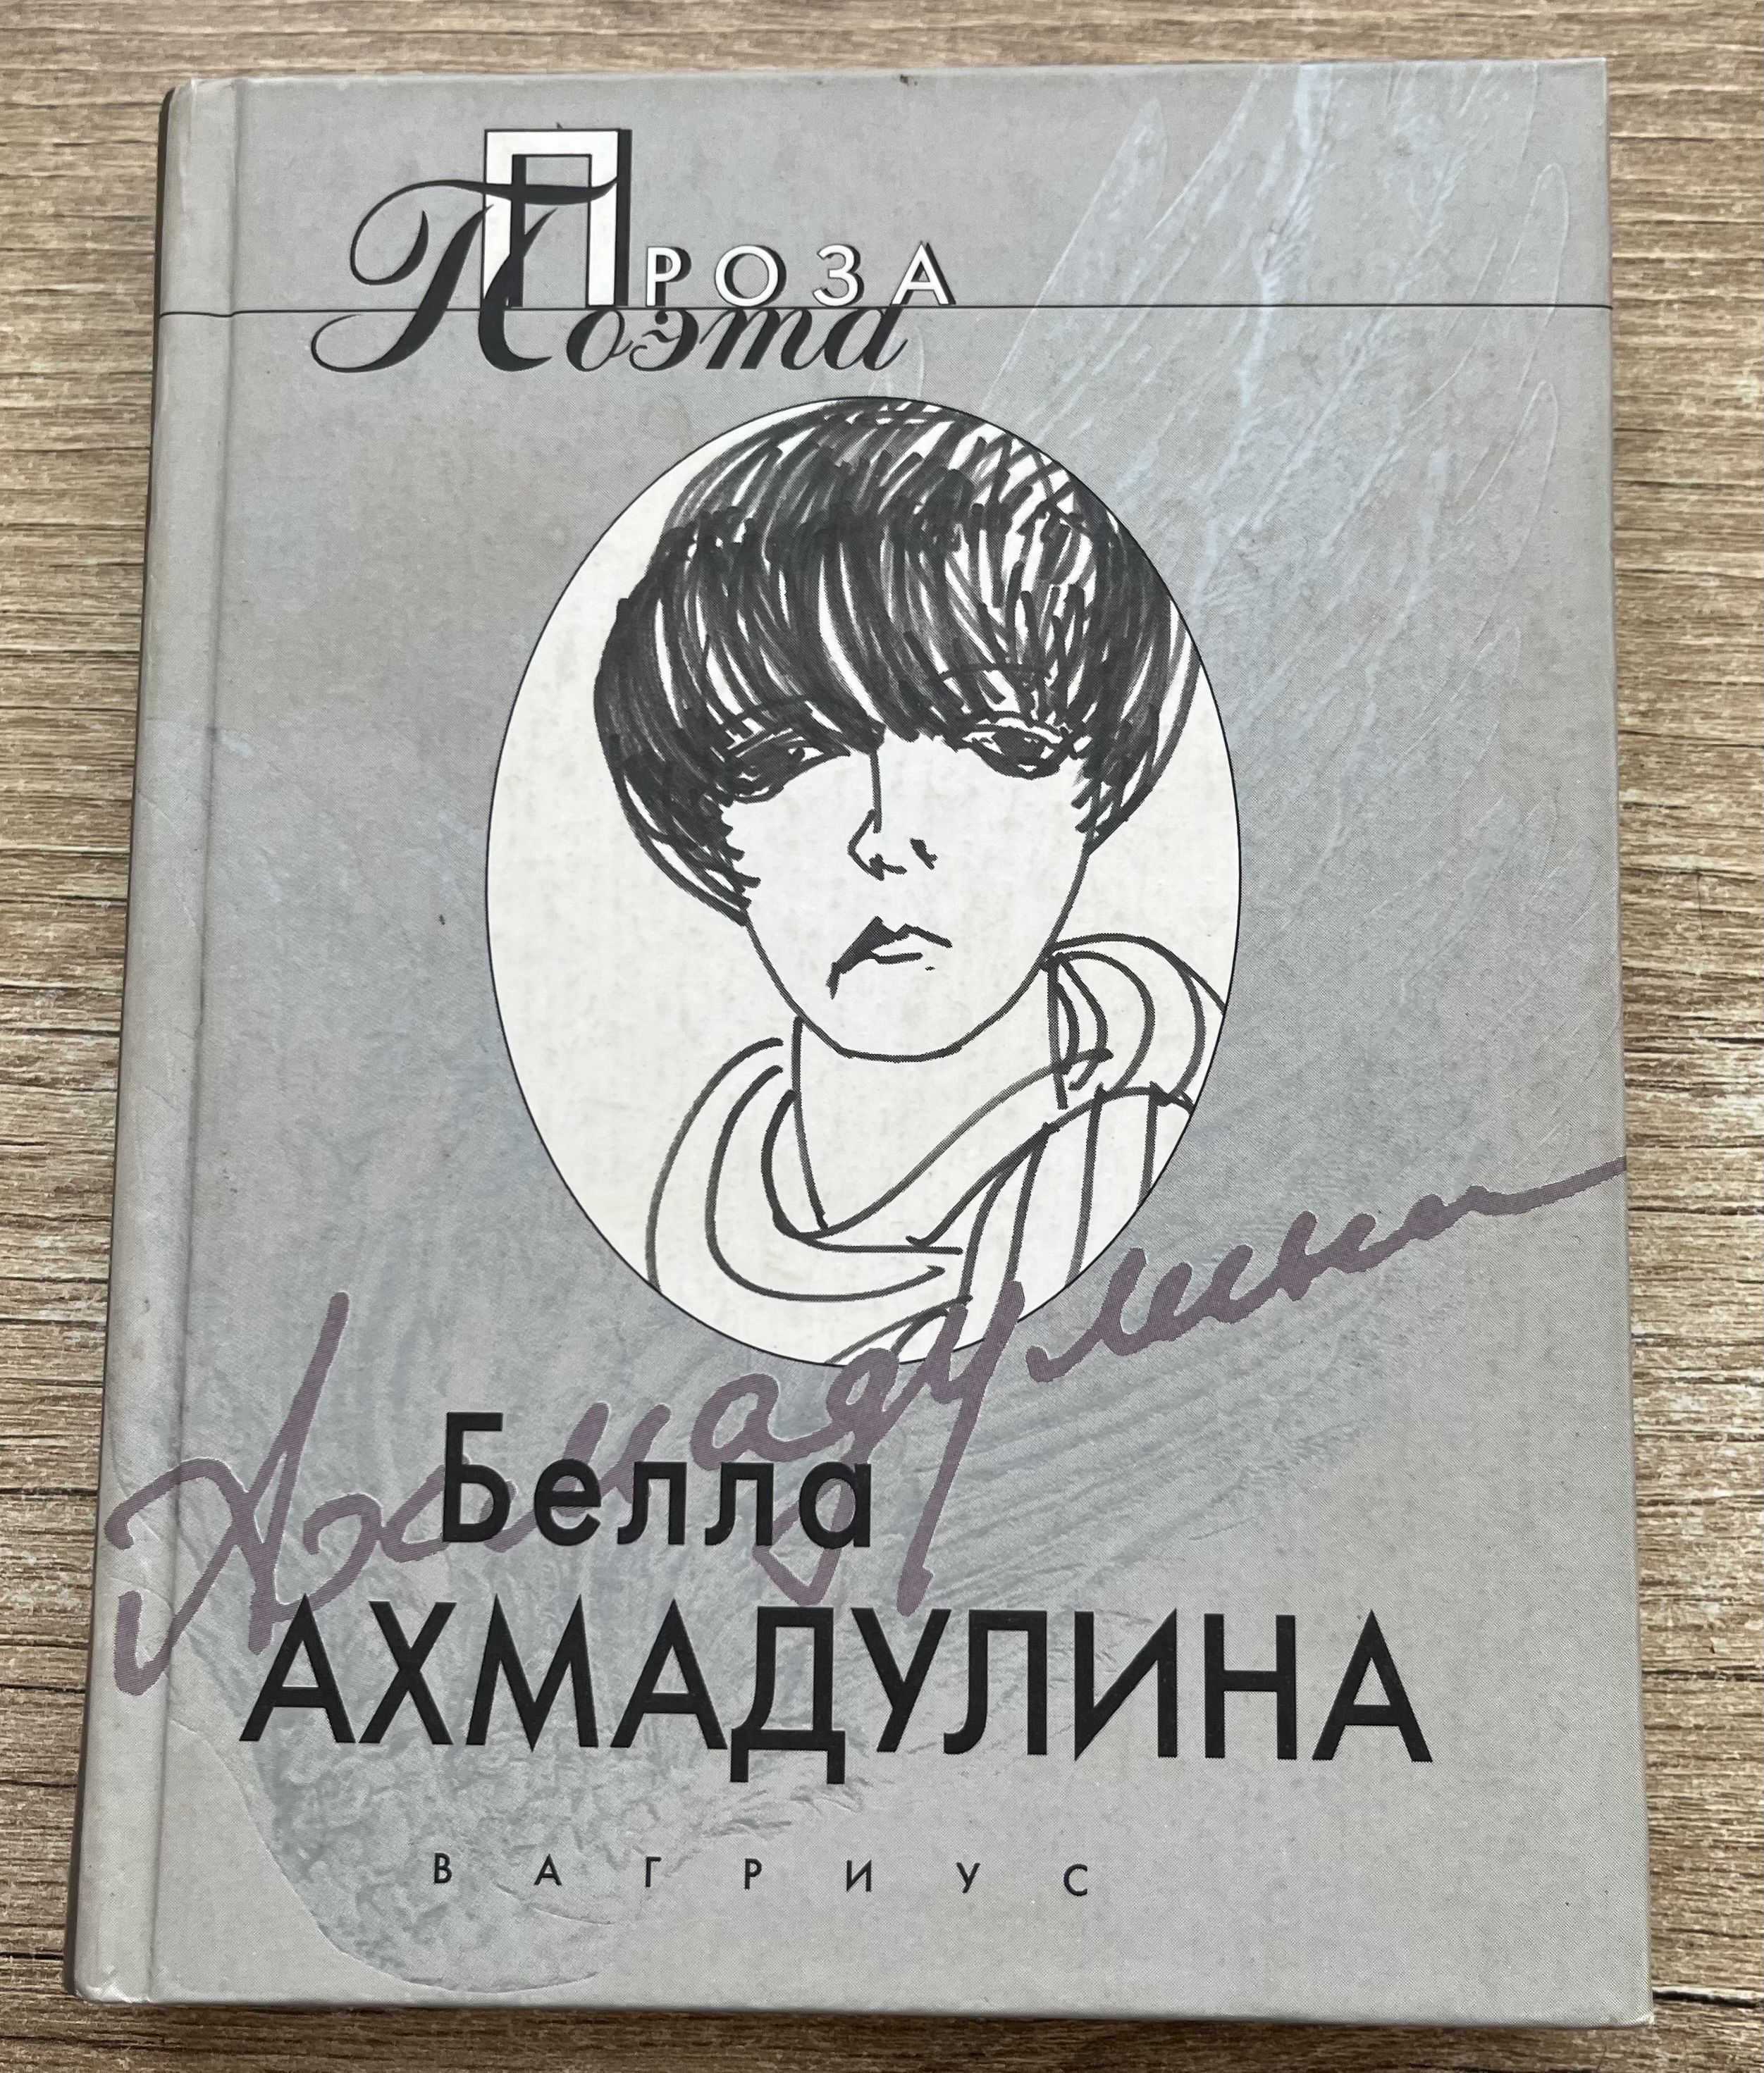 ПРОЗА
Поэта
Ахмадулина
Белла
АХМАДУЛИНА
ВАГРИУС